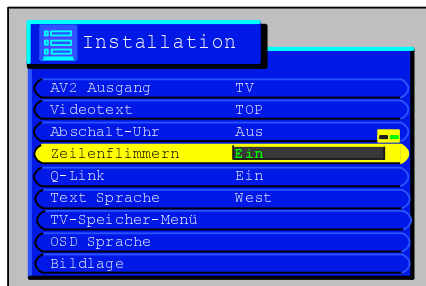 Installation
AV2 Ausgang TV
Videotext TOP
Abschalt-Uhr Aus
Zeilenflimmern Ein
Q-Link Ein
Text Sprache West
TV-Speicher-Menü
OSD Sprache
Bildlage